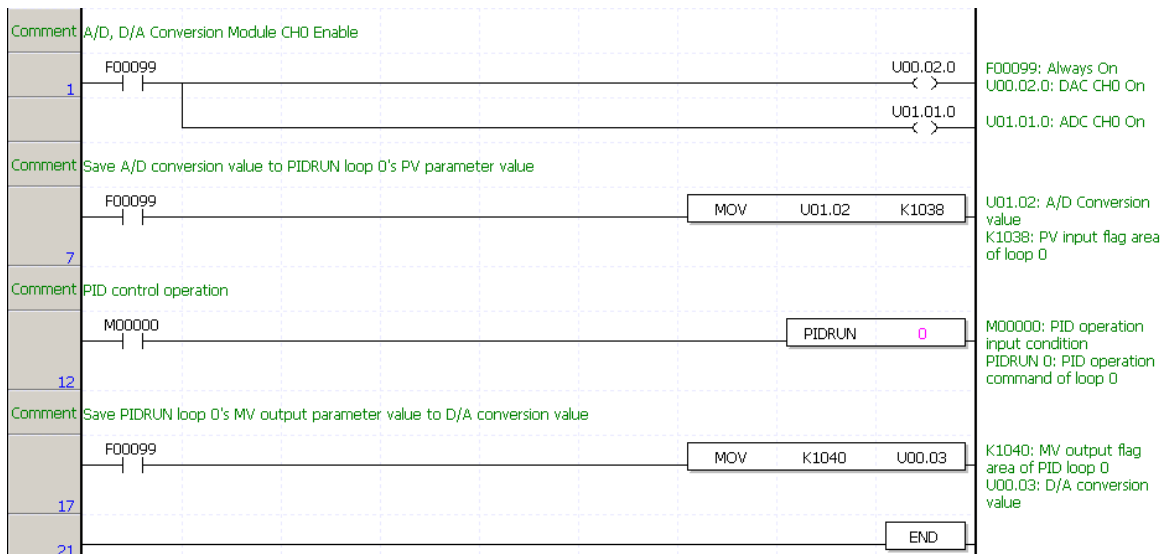 Comment A/D, D/A Conversion Module CH0 Enable
F00099 U00.02.0 F00099: Always On
1 U00.02.0: DAC CH0 On
U01.01.0 U01.01.0: ADC CH0 On
Comment Save A/D conversion value to PIDRUN loop 0's PV parameter value
F00099 MOV U01.02 K1038 U01.02: A/D Conversion
value
K1038: PV input flag area
7 of loop 0
Comment PID control operation
M00000 PIDRUN 0 M00000: PID operation
input condition
PIDRUN 0: PID operation
12 command of loop 0
Comment Save PIDRUN loop 0's MV output parameter value to D/A conversion value
F00099 MOV K1040 U00.03 K1040: MV output flag
area of PID loop 0
U00.03: D/A conversion
17 value
END
21